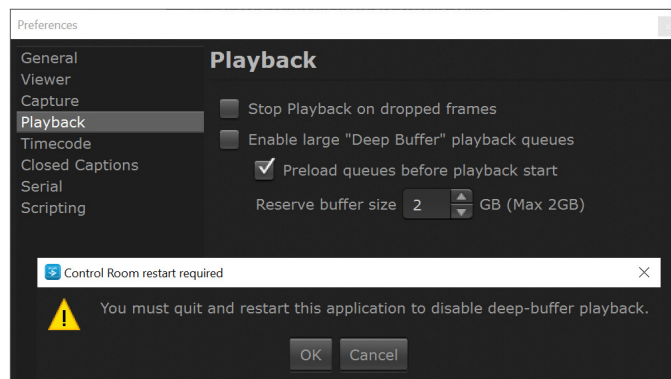 Preferences
General
Viewer
Capture
Playback
Timecode
Closed Captions
Serial
Scripting
Playback
Stop Playback on dropped frames
Enable large "Deep Buffer" playback queues
Preload queues before playback start
Reserve buffer size 2 GB (Max 2GB)
Control Room restart required
You must quit and restart this application to disable deep-buffer playback.
OK Cancel